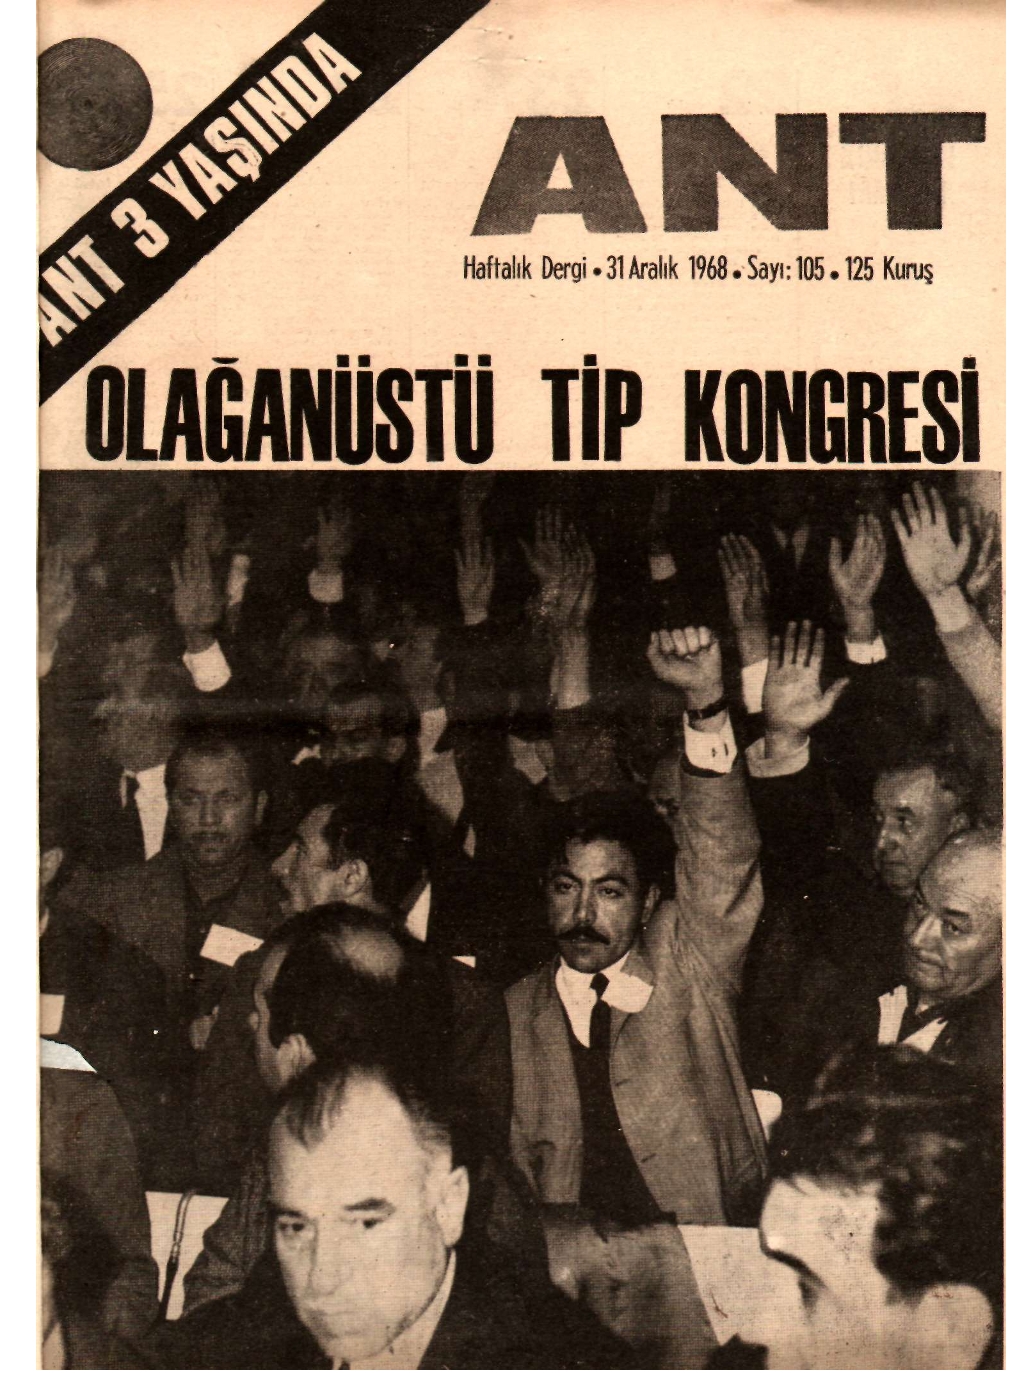 ANT 3 YAŞINDA
ANT
Haftalık Dergi • 31 Aralık 1968 • Sayı: 105 • 125 Kuruş
OLAĞANÜSTÜ TİP KONGRESİ